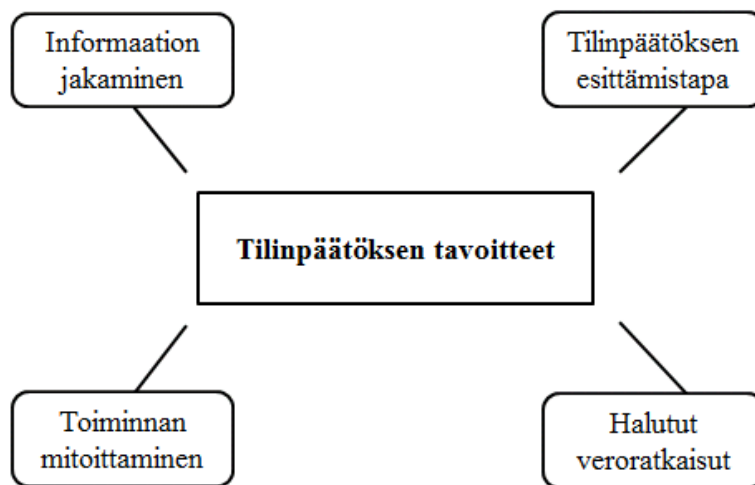 Informaation
jakaminen
Tilinpäätöksen
esittämistapa
Tilinpäätöksen tavoitteet
Toiminnan
mitoittaminen
Halutut
veroratkaisut